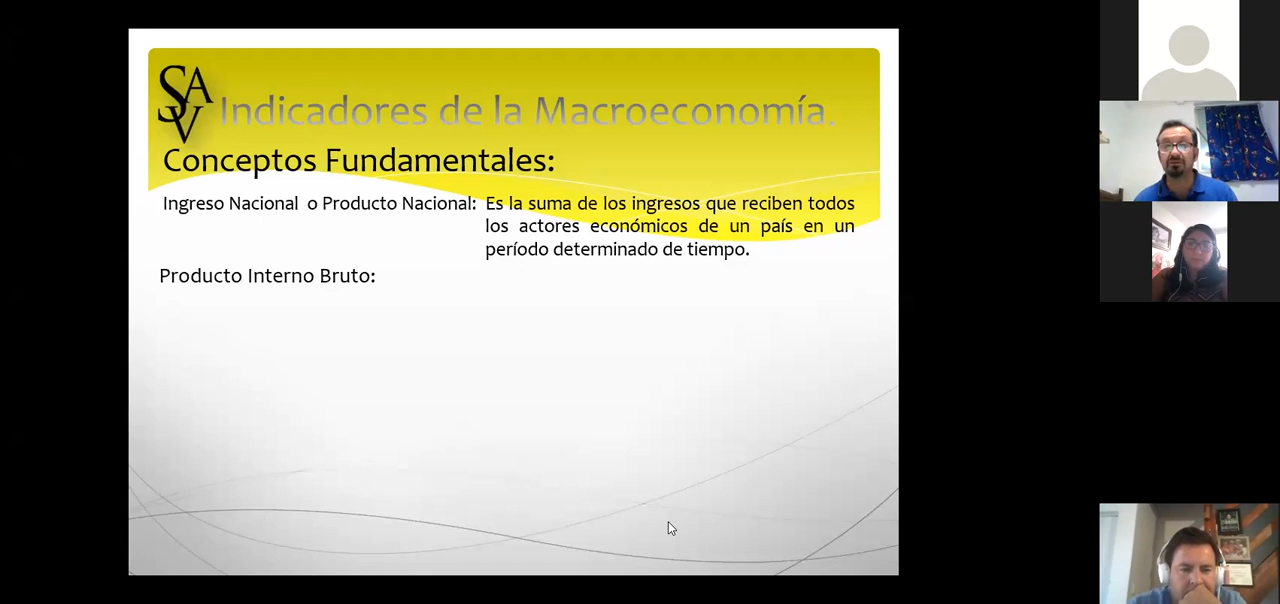 SAV
Indicadores de la Macroeconomía.
Conceptos Fundamentales:
Ingreso Nacional o Producto Nacional: Es la suma de los ingresos que reciben todos
los actores económicos de un país en un
período determinado de tiempo.
Producto Interno Bruto: